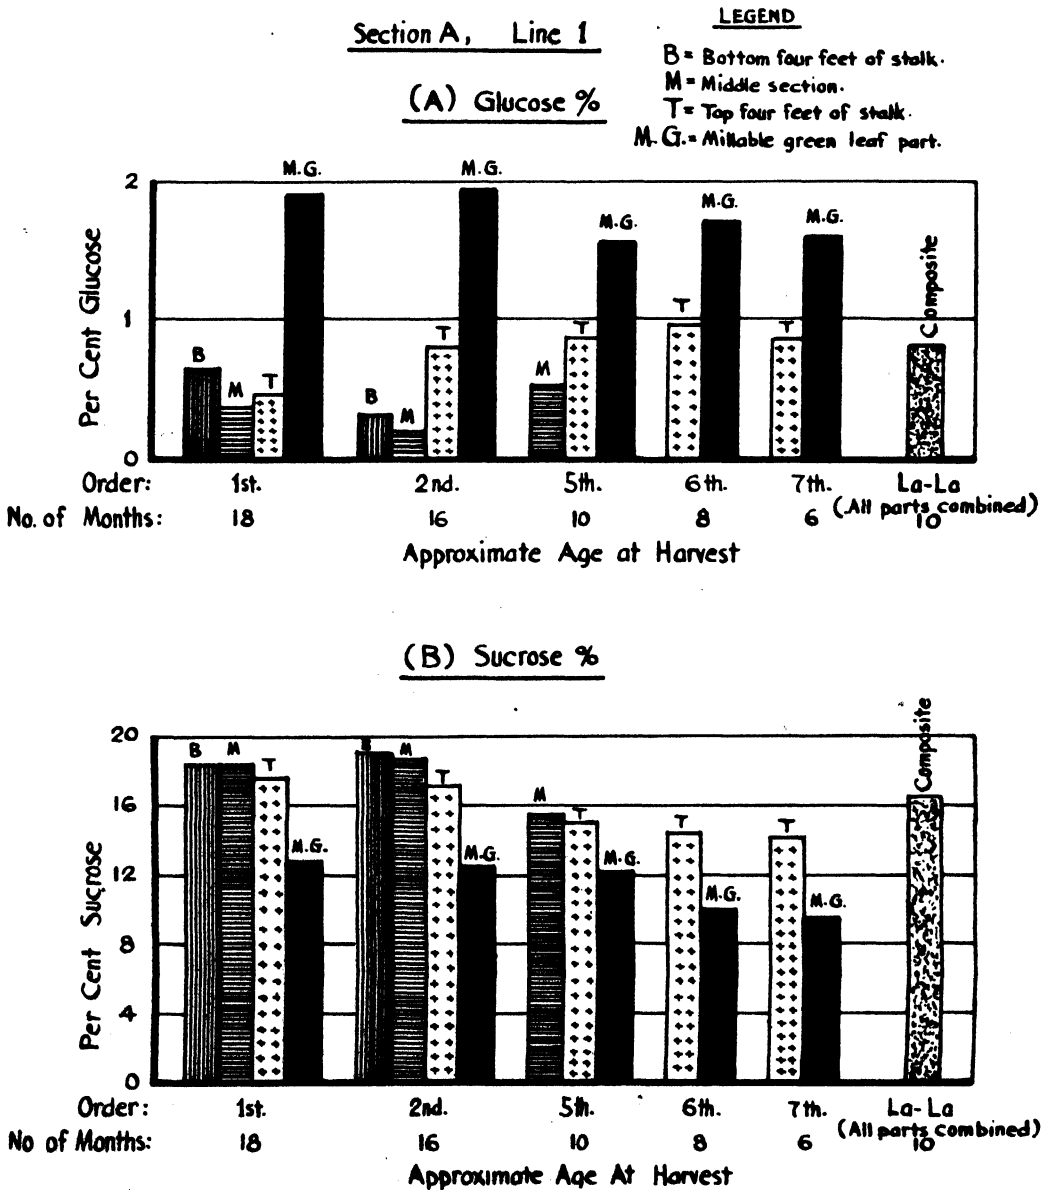 Section A, Line 1
LEGEND
B = Bottom four feet of stalk.
M = Middle section.
T = Top four feet of stalk.
M.G. = Millable green leaf part.
(A) Glucose %
Per Cent Glucose
2
1
0
B
M
T
M.G.
B
M
T
M.G.
M
T
M.G.
T
M.G.
T
M.G.
Composite
Order: 1st. 2nd. 5th. 6th. 7th. La-La
(All parts combined)
No. of Months: 18 16 10 8 6 10
Approximate Age at Harvest
(B) Sucrose %
Per Cent Sucrose
20
16
12
8
4
0
B
M
T
M.G.
B
M
T
M.G.
M
T
M.G.
T
M.G.
T
M.G.
Composite
Order: 1st. 2nd. 5th. 6th. 7th. La-La
(All parts combined)
No of Months: 18 16 10 8 6 10
Approximate Age At Harvest